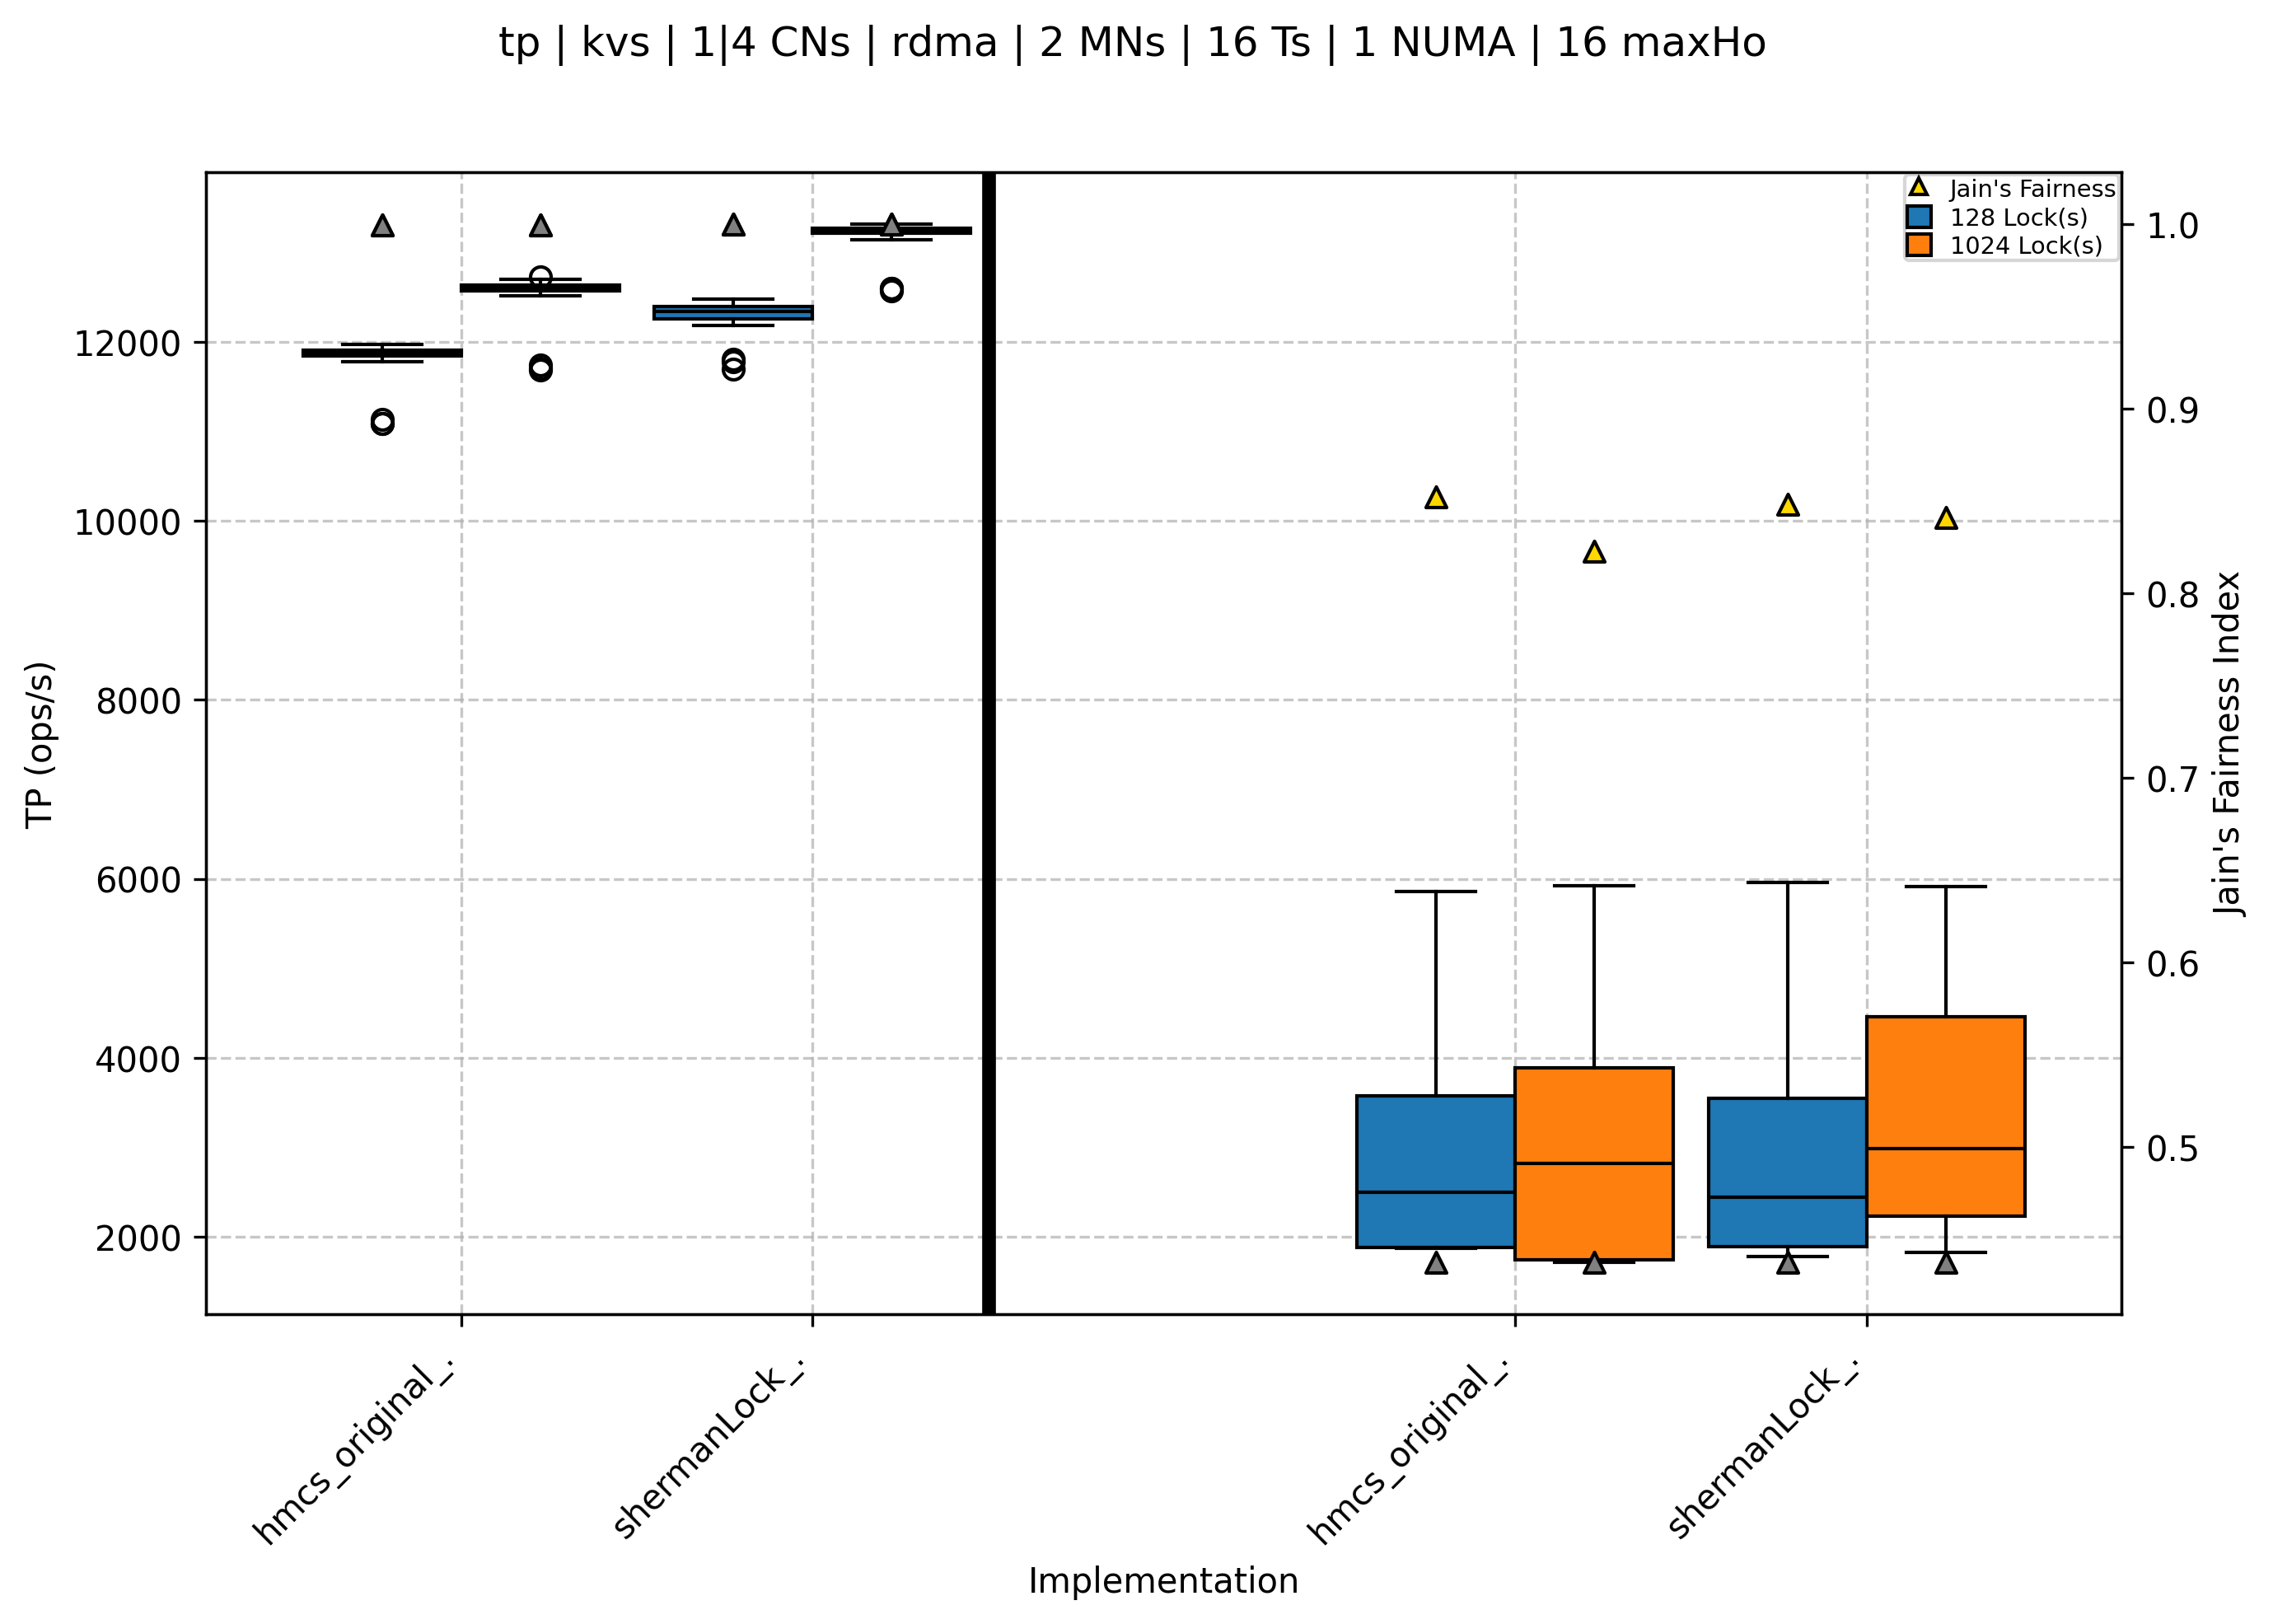 tp | kvs | 1|4 CNs | rdma | 2 MNs | 16 Ts | 1 NUMA | 16 maxHo
Jain's Fairness
128 Lock(s)
1024 Lock(s)
TP (ops/s)
12000
10000
8000
6000
4000
2000
1.0
0.9
0.8
0.7
0.6
0.5
Jain's Fairness Index
hmcs_original_.
shermanLock_.
hmcs_original_.
shermanLock_.
Implementation